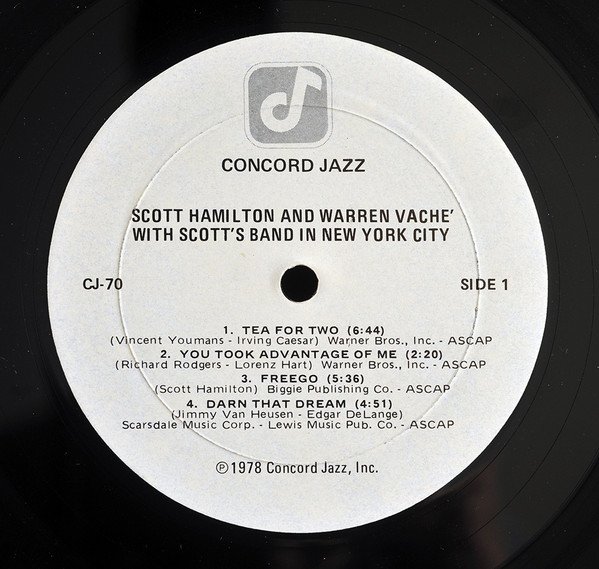 CONCORD JAZZ
SCOTT HAMILTON AND WARREN VACHE'
WITH SCOTT'S BAND IN NEW YORK CITY
CJ-70
SIDE 1
1. TEA FOR TWO (6:44)
(Vincent Youmans - Irving Caesar) Warner Bros., Inc. - ASCAP
2. YOU TOOK ADVANTAGE OF ME (2:20)
(Richard Rodgers - Lorenz Hart) Warner Bros., Inc. - ASCAP
3. FREEGO (5:36)
(Scott Hamilton) Biggie Publishing Co. - ASCAP
4. DARN THAT DREAM (4:51)
(Jimmy Van Heusen - Edgar DeLange)
Scarsdale Music Corp. - Lewis Music Pub. Co. - ASCAP
℗1978 Concord Jazz, Inc.